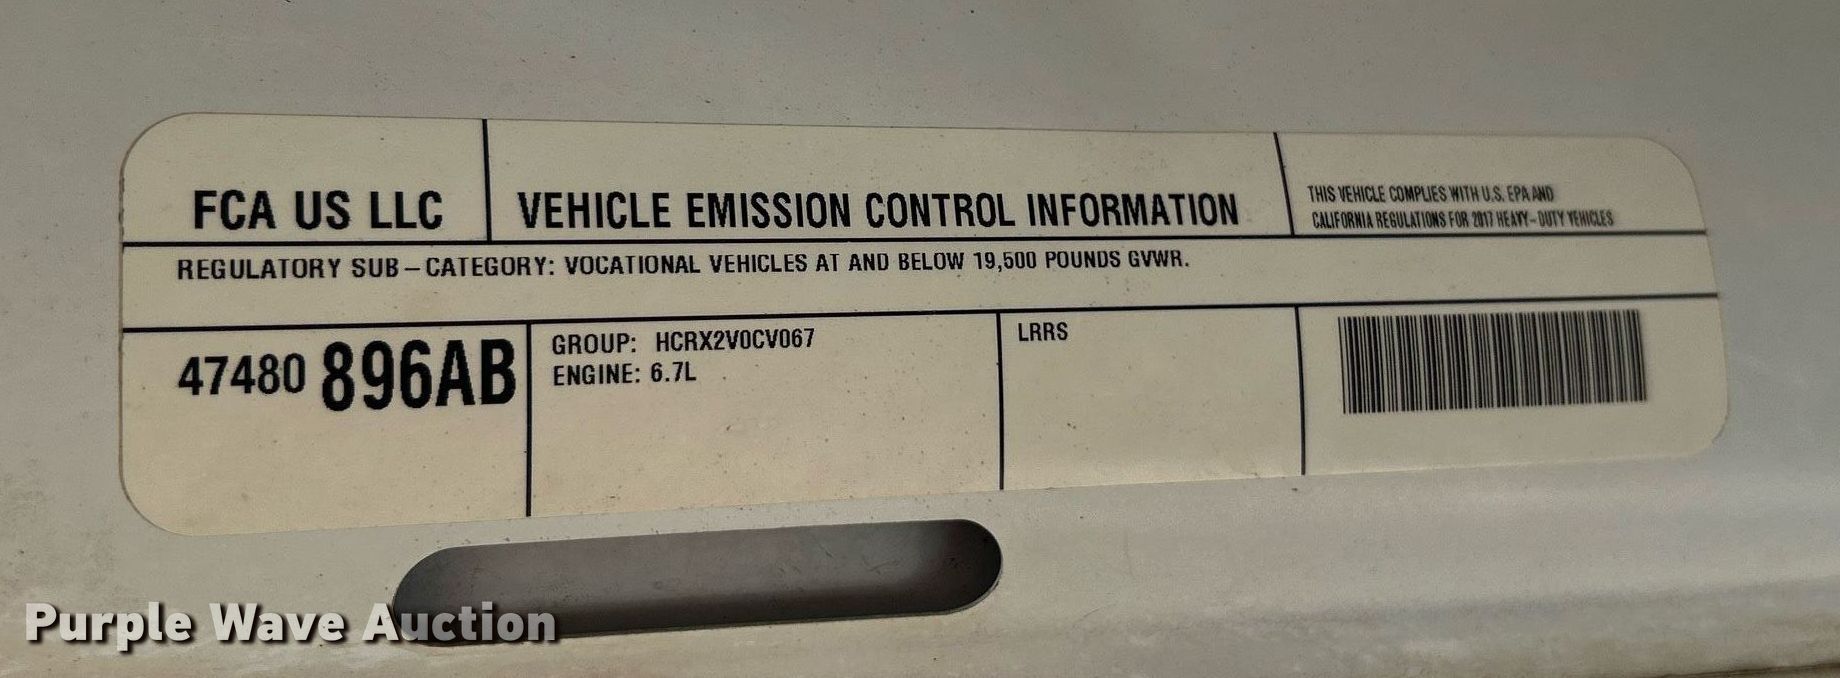 FCA US LLC
VEHICLE EMISSION CONTROL INFORMATION
THIS VEHICLE COMPLIES WITH U.S. EPA AND
CALIFORNIA REGULATIONS FOR 2017 HEAVY-DUTY VEHICLES
REGULATORY SUB-CATEGORY: VOCATIONAL VEHICLES AT AND BELOW 19,500 POUNDS GVWR.
47480 896AB
GROUP: HCRX2V0CV067
ENGINE: 6.7L
LRRS
Purple Wave Auction